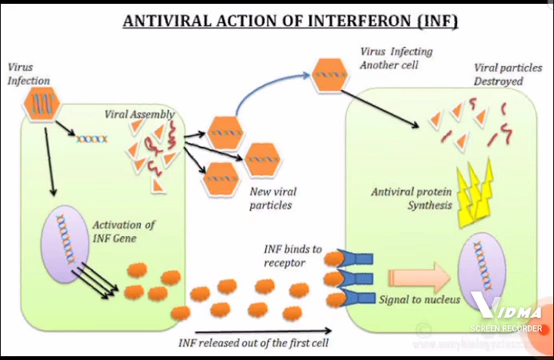 ANTIVIRAL ACTION OF INTERFERON (INF)
Virus
Infection
Viral Assembly
New viral
particles
Virus Infecting
Another cell
Viral particles
Destroyed
Antiviral protein
Synthesis
Activation of
INF Gene
INF binds to
receptor
Signal to nucleus
INF released out of the first cell
VIDMA
SCREEN RECORDER